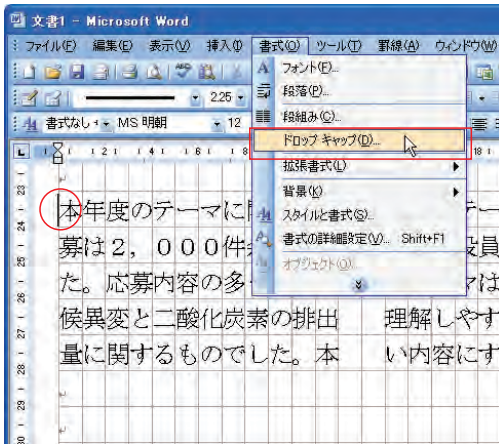 文書1 - Microsoft Word
ファイル(F) 編集(E) 表示(V) 挿入(I) 書式(O) ツール(T) 罫線(A) ウィンドウ(W)
フォント(F)...
段落(P)...
2.25
段組み(C)...
書式なし MS 明朝 12
ドロップ キャップ(D)...
拡張書式(L)
背景(K)
スタイルと書式(S)...
書式の詳細設定(V)... Shift+F1
オブジェクト(O)...
本年度のテーマに
募は2,000件
た。応募内容の多
候異変と二酸化炭素の排出
量に関するものでした。本
テー
役員
マは
理解しやす
い内容にす